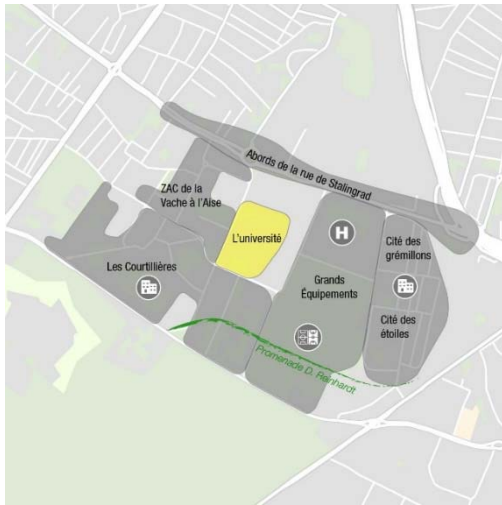 Abords de la rue de Stalingrad
ZAC de la
Vache à l'Aise
L'université
H
Cité des
grémillons
Les Courtillières
Grands
Équipements
Cité des
étoiles
Promenade D. Reinhardt